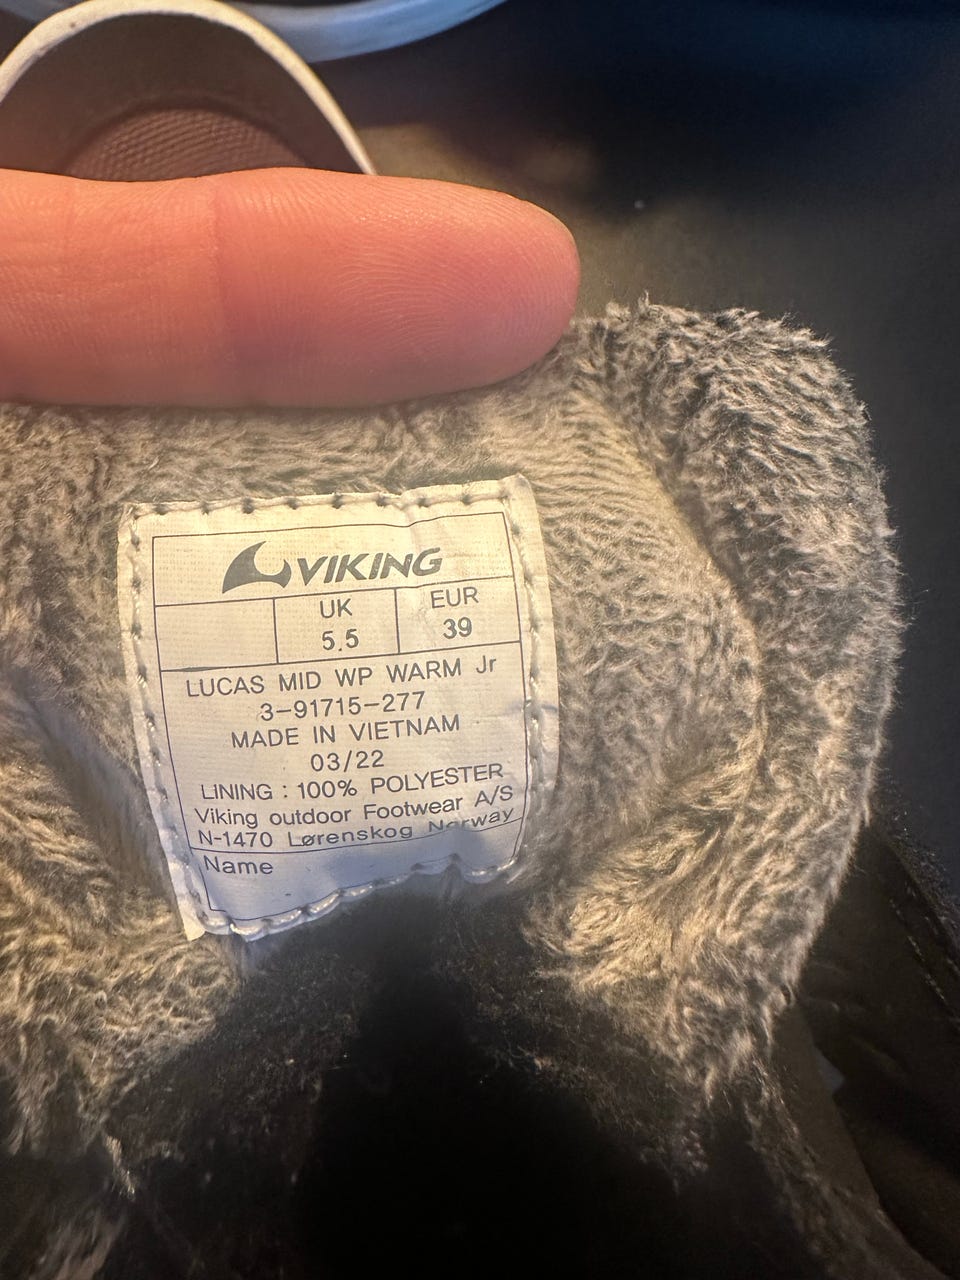 VIKING
UK EUR
5.5 39
LUCAS MID WP WARM Jr
3-91715-277
MADE IN VIETNAM
03/22
LINING : 100% POLYESTER
Viking outdoor Footwear A/S
N-1470 Lørenskog Norway
Name